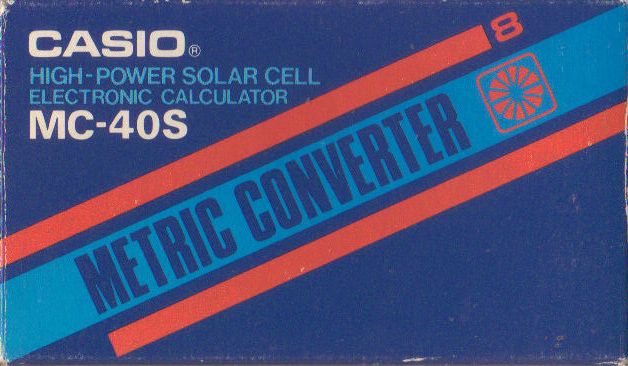 CASIO®
HIGH-POWER SOLAR CELL
ELECTRONIC CALCULATOR
MC-40S
8
METRIC CONVERTER